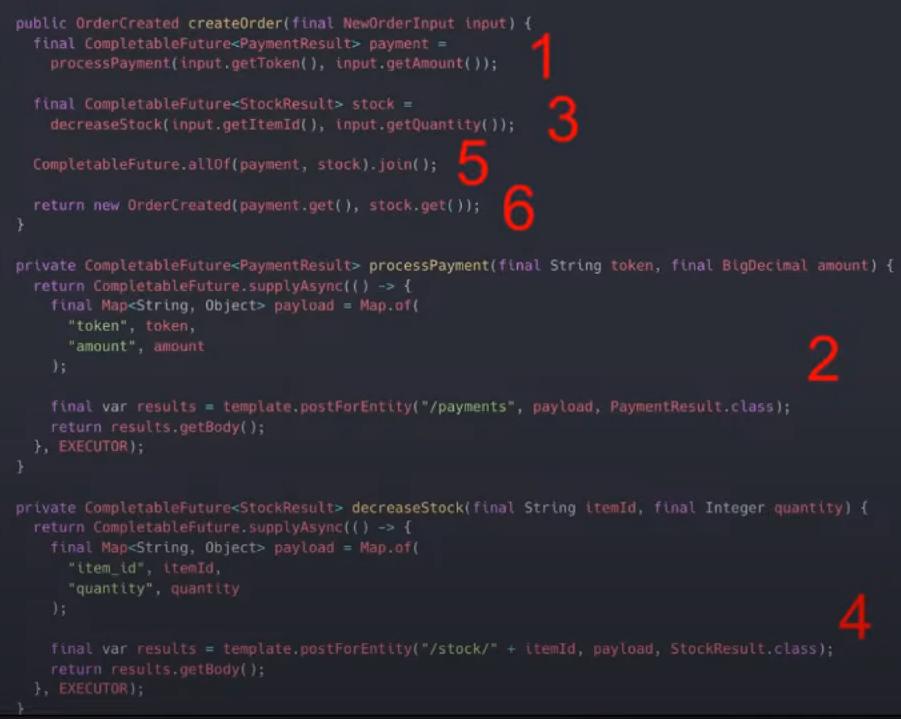 public OrderCreated createOrder(final NewOrderInput input) {
final CompletableFuture<PaymentResult> payment =
processPayment(input.getToken(), input.getAmount()); 1
final CompletableFuture<StockResult> stock =
decreaseStock(input.getItemId(), input.getQuantity()); 3
CompletableFuture.allOf(payment, stock).join(); 5
return new OrderCreated(payment.get(), stock.get()); 6
}
private CompletableFuture<PaymentResult> processPayment(final String token, final BigDecimal amount) {
return CompletableFuture.supplyAsync(() -> {
final Map<String, Object> payload = Map.of(
"token", token,
"amount", amount
); 2
final var results = template.postForEntity("/payments", payload, PaymentResult.class);
return results.getBody();
}, EXECUTOR);
}
private CompletableFuture<StockResult> decreaseStock(final String itemId, final Integer quantity) {
return CompletableFuture.supplyAsync(() -> {
final Map<String, Object> payload = Map.of(
"item_id", itemId,
"quantity", quantity
); 4
final var results = template.postForEntity("/stock/" + itemId, payload, StockResult.class);
return results.getBody();
}, EXECUTOR);
}